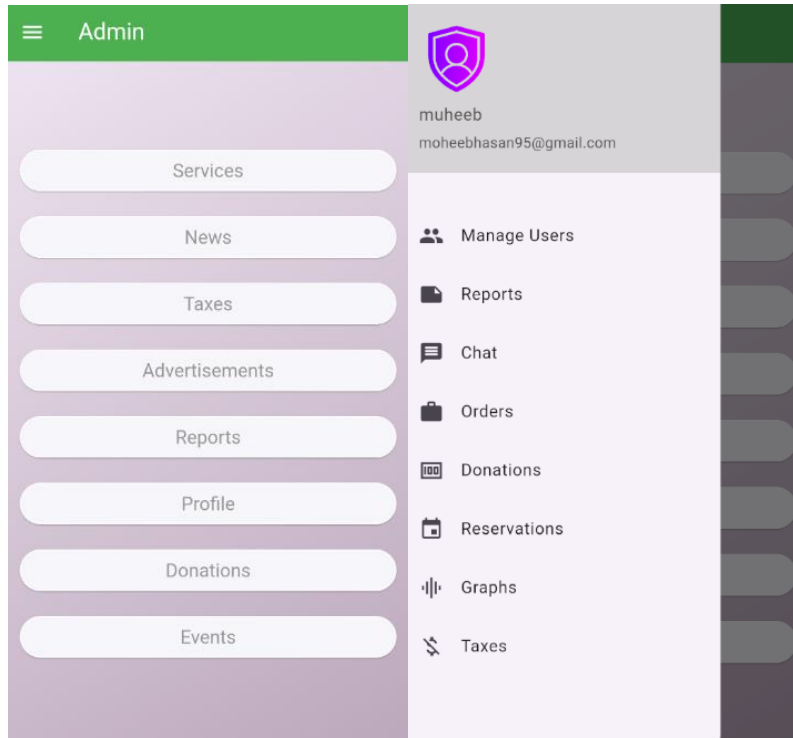 Admin
Services
News
Taxes
Advertisements
Reports
Profile
Donations
Events
muheeb
moheebhasan95@gmail.com
Manage Users
Reports
Chat
Orders
Donations
Reservations
Graphs
Taxes